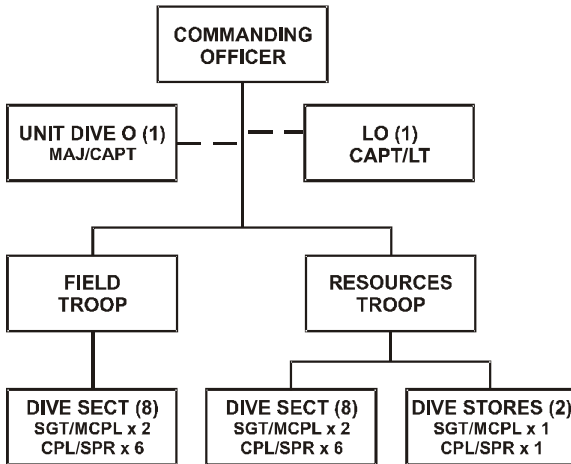 COMMANDING
OFFICER
UNIT DIVE O (1)
MAJ/CAPT
LO (1)
CAPT/LT
FIELD
TROOP
RESOURCES
TROOP
DIVE SECT (8)
SGT/MCPL x 2
CPL/SPR x 6
DIVE SECT (8)
SGT/MCPL x 2
CPL/SPR x 6
DIVE STORES (2)
SGT/MCPL x 1
CPL/SPR x 1